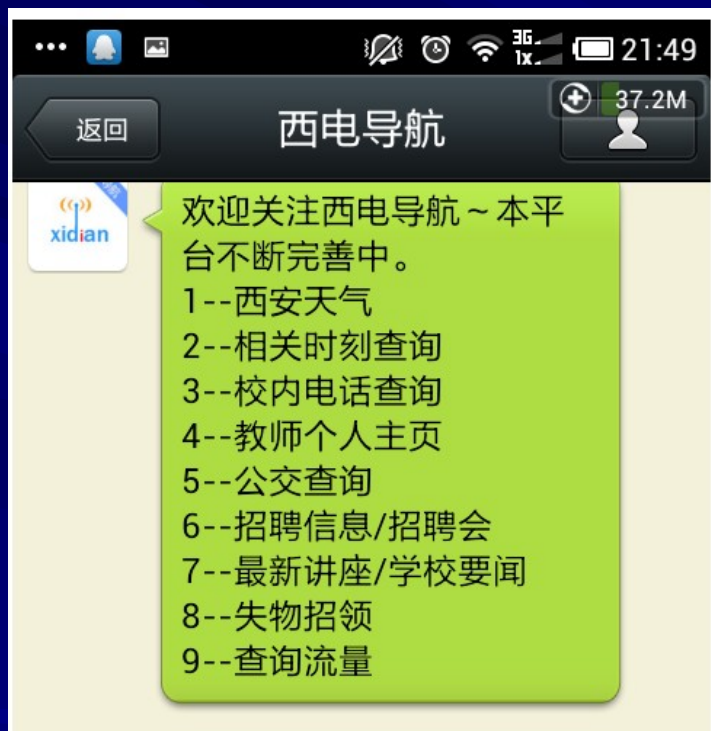 3G
1x
21:49
返回
西电导航
37.2M
xidian
欢迎关注西电导航～本平
台不断完善中。
1--西安天气
2--相关时刻查询
3--校内电话查询
4--教师个人主页
5--公交查询
6--招聘信息/招聘会
7--最新讲座/学校要闻
8--失物招领
9--查询流量